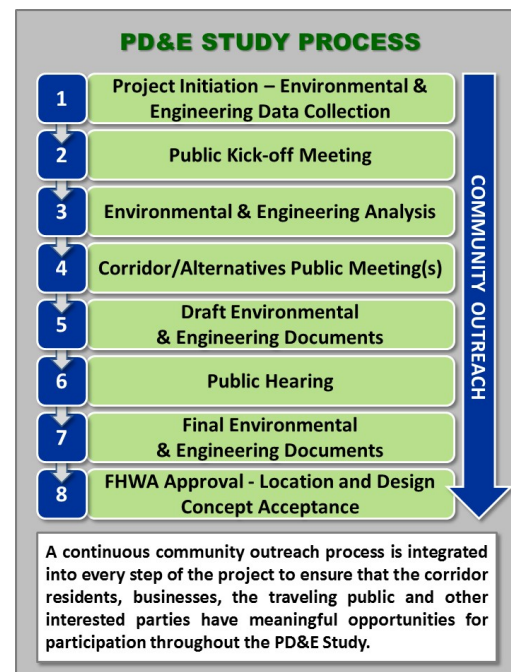 PD&E STUDY PROCESS
1
Project Initiation – Environmental &
Engineering Data Collection
2
Public Kick-off Meeting
3
Environmental & Engineering Analysis
4
Corridor/Alternatives Public Meeting(s)
5
Draft Environmental
& Engineering Documents
6
Public Hearing
7
Final Environmental
& Engineering Documents
8
FHWA Approval - Location and Design
Concept Acceptance
COMMUNITY OUTREACH
A continuous community outreach process is integrated
into every step of the project to ensure that the corridor
residents, businesses, the traveling public and other
interested parties have meaningful opportunities for
participation throughout the PD&E Study.